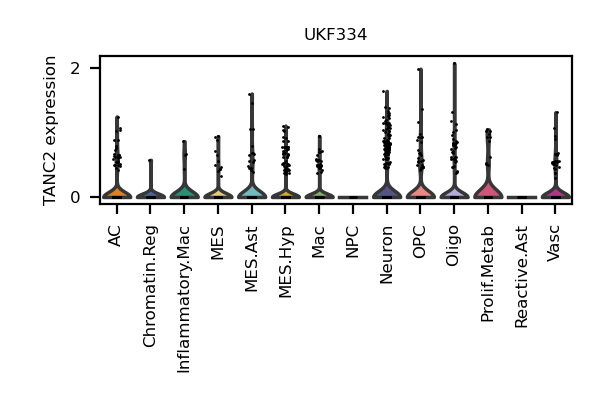 UKF334
TANC2 expression
2
0
AC
Chromatin.Reg
Inflammatory.Mac
MES
MES.Ast
MES.Hyp
Mac
NPC
Neuron
OPC
Oligo
Prolif.Metab
Reactive.Ast
Vasc